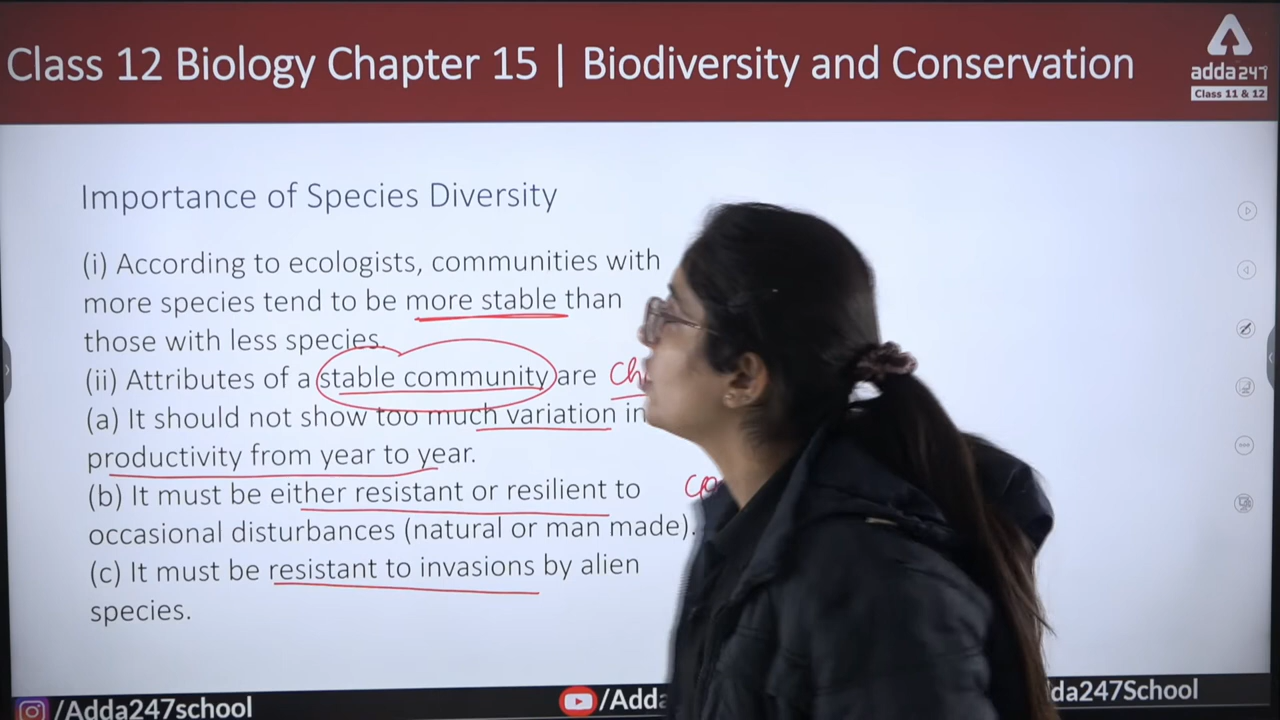 Class 12 Biology Chapter 15 | Biodiversity and Conservation
adda247
Class 11 & 12
Importance of Species Diversity
(i) According to ecologists, communities with
more species tend to be more stable than
those with less species.
(ii) Attributes of a stable community are
(a) It should not show too much variation in
productivity from year to year.
(b) It must be either resistant or resilient to
occasional disturbances (natural or man made).
(c) It must be resistant to invasions by alien
species.
/Adda247school